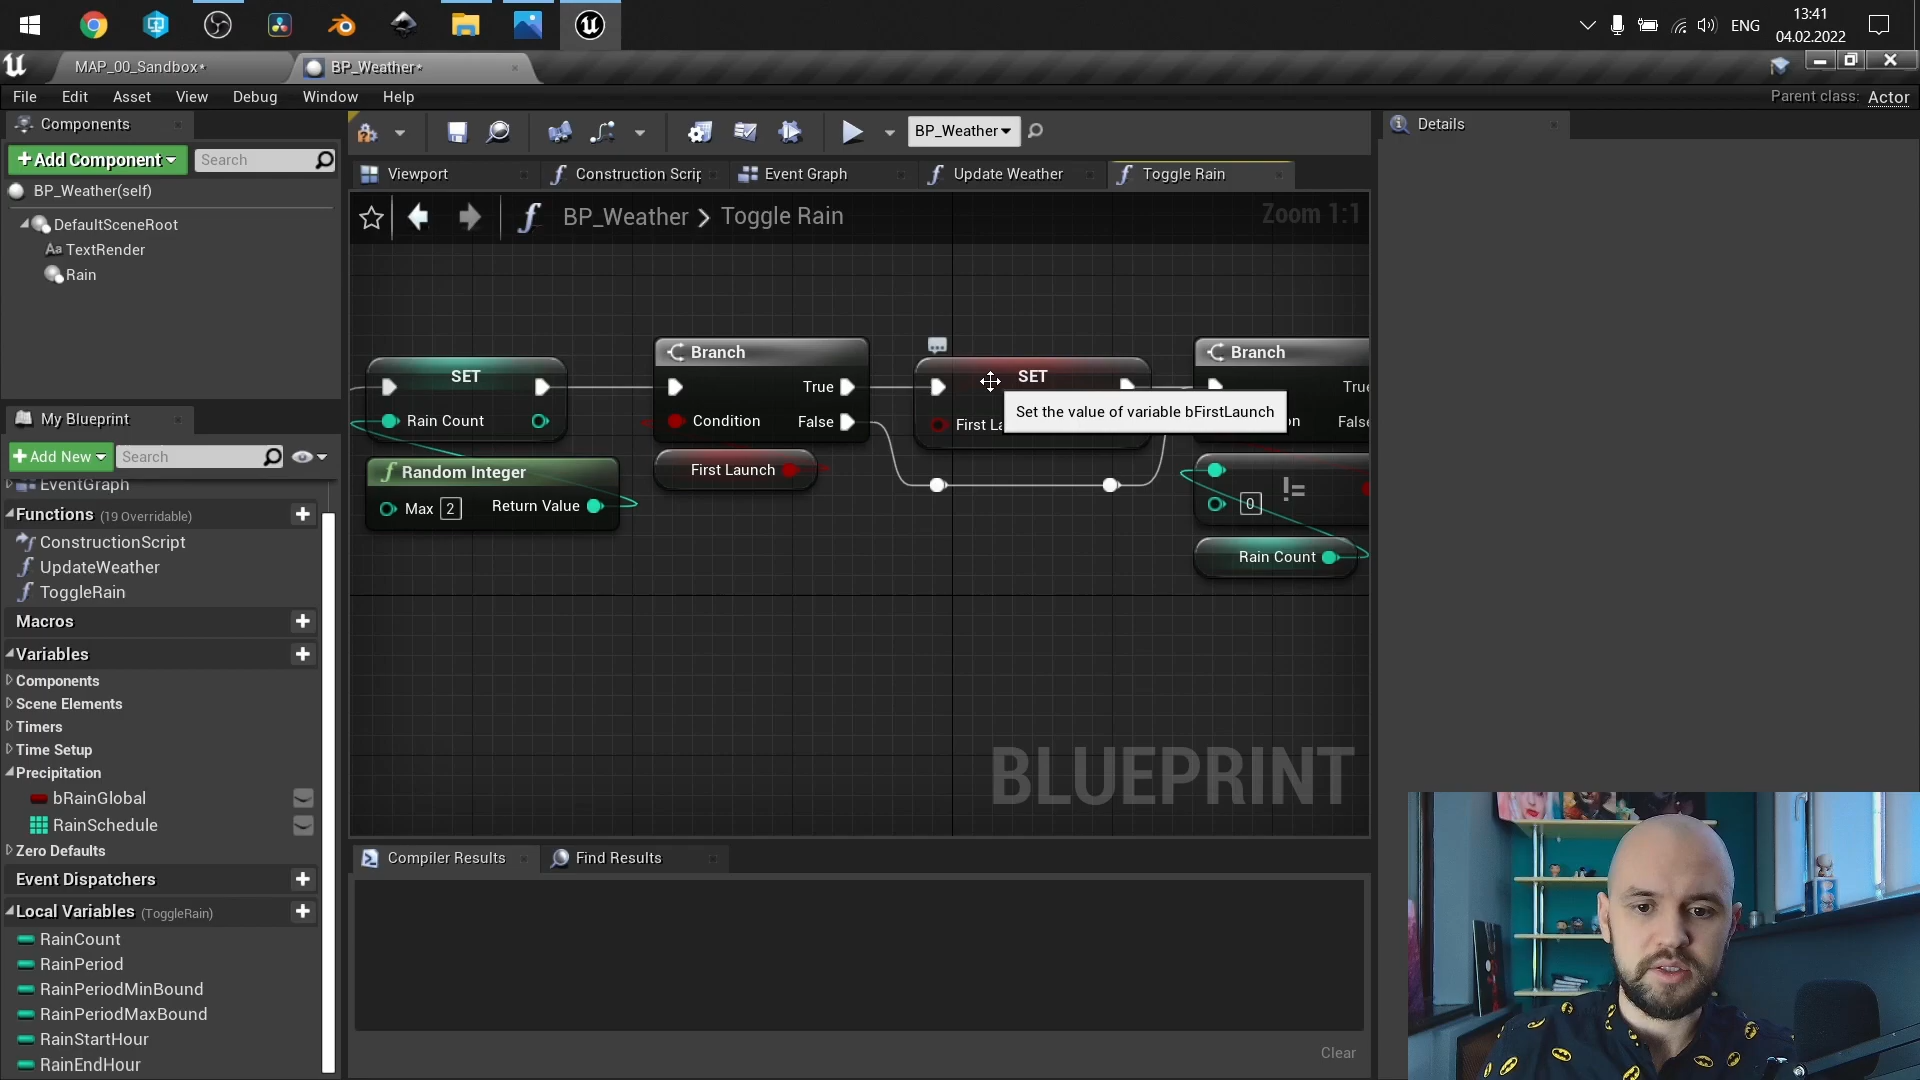 ENG
13:41
04.02.2022
MAP_00_Sandbox*
BP_Weather*
File Edit Asset View Debug Window Help
Parent class: Actor
Components
+Add Component
Search
BP_Weather(self)
DefaultSceneRoot
Aa TextRender
Rain
My Blueprint
+Add New
Search
EventGraph
Functions (19 Overridable)
ConstructionScript
UpdateWeather
ToggleRain
Macros
Variables
Components
Scene Elements
Timers
Time Setup
Precipitation
bRainGlobal
RainSchedule
Zero Defaults
Event Dispatchers
Local Variables (ToggleRain)
RainCount
RainPeriod
RainPeriodMinBound
RainPeriodMaxBound
RainStartHour
RainEndHour
BP_Weather
Viewport
Construction Scrip
Event Graph
Update Weather
Toggle Rain
BP_Weather > Toggle Rain
Zoom 1:1
SET
Rain Count
Random Integer
Max 2 Return Value
Branch
True
Condition False
First Launch
SET
First La
Set the value of variable bFirstLaunch
Branch
True
on False
!=
0
Rain Count
BLUEPRINT
Compiler Results
Find Results
Clear
Details